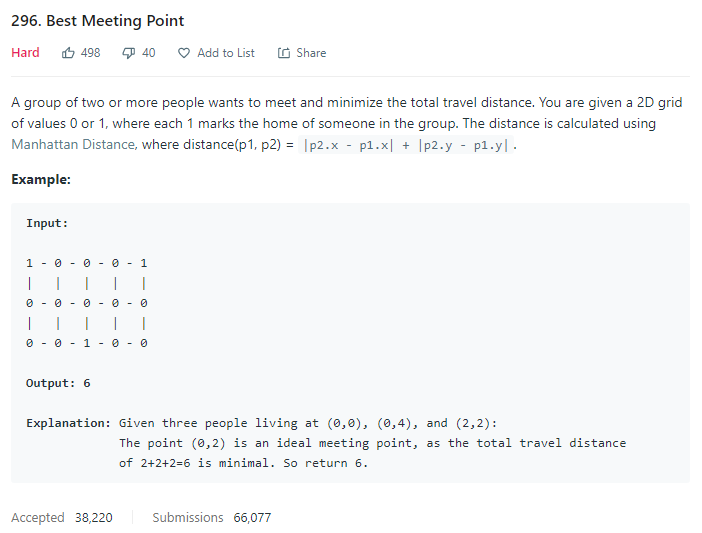 296. Best Meeting Point
Hard 498 40 Add to List Share
A group of two or more people wants to meet and minimize the total travel distance. You are given a 2D grid
of values 0 or 1, where each 1 marks the home of someone in the group. The distance is calculated using
Manhattan Distance, where distance(p1, p2) = |p2.x - p1.x| + |p2.y - p1.y|.
Example:
Input:
1 - 0 - 0 - 0 - 1
|   |   |   |   |
0 - 0 - 0 - 0 - 0
|   |   |   |   |
0 - 0 - 1 - 0 - 0
Output: 6
Explanation: Given three people living at (0,0), (0,4), and (2,2):
The point (0,2) is an ideal meeting point, as the total travel distance
of 2+2+2=6 is minimal. So return 6.
Accepted 38,220 Submissions 66,077